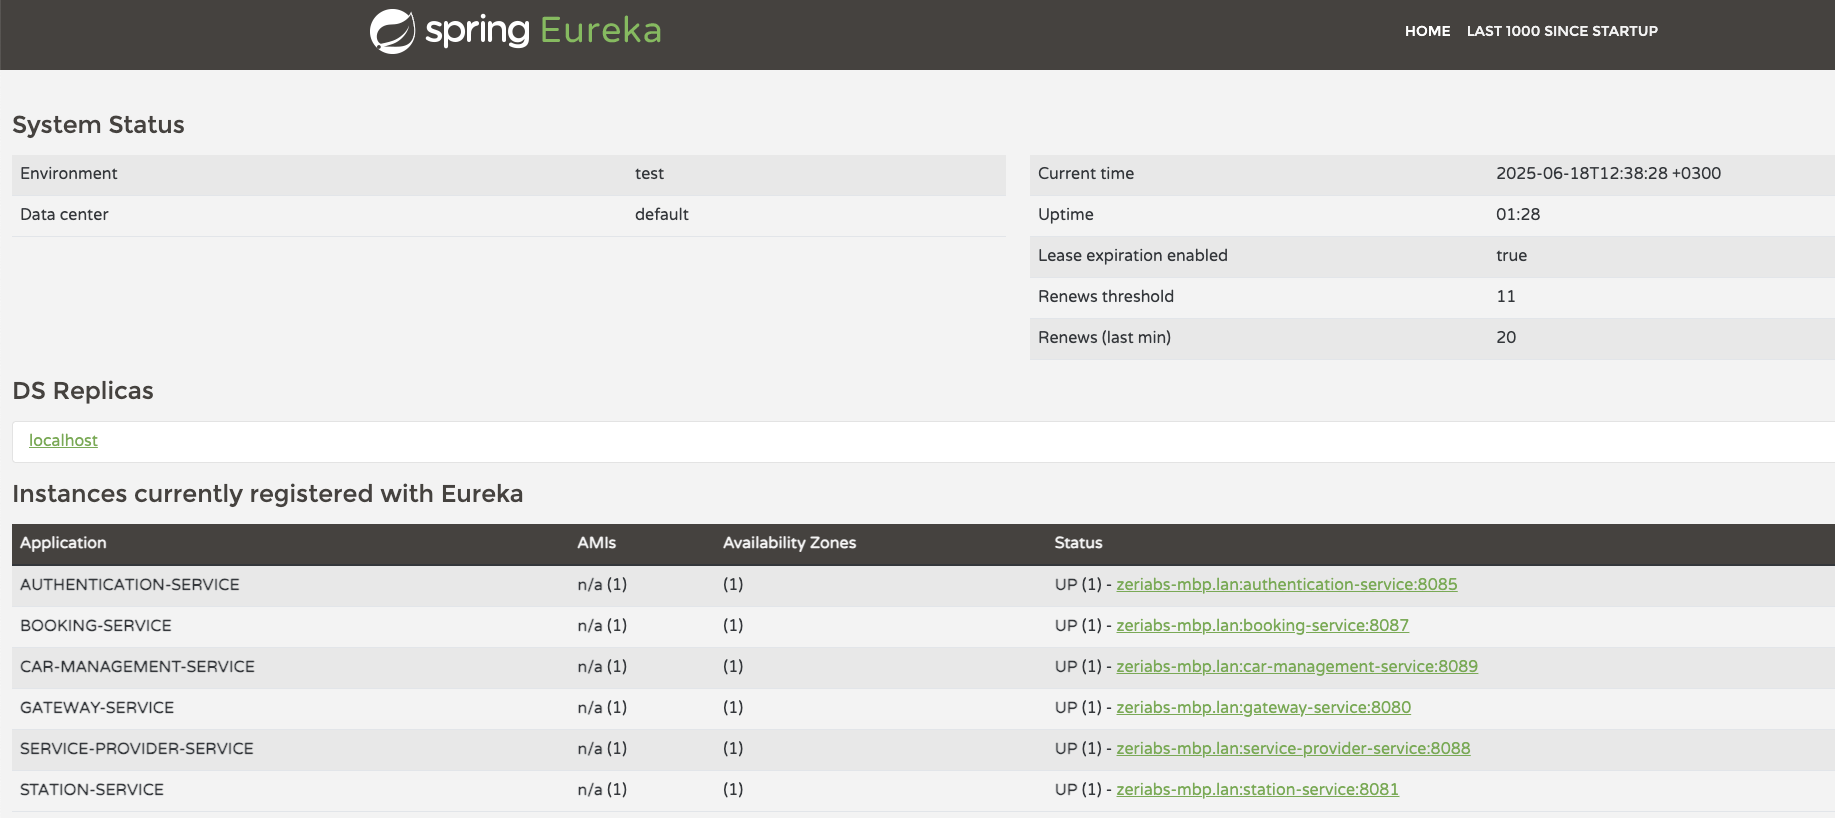 spring Eureka
HOME LAST 1000 SINCE STARTUP
System Status
Environment test
Data center default
Current time 2025-06-18T12:38:28 +0300
Uptime 01:28
Lease expiration enabled true
Renews threshold 11
Renews (last min) 20
DS Replicas
localhost
Instances currently registered with Eureka
Application AMIs Availability Zones Status
AUTHENTICATION-SERVICE n/a (1) (1) UP (1) - zeriabs-mbp.lan:authentication-service:8085
BOOKING-SERVICE n/a (1) (1) UP (1) - zeriabs-mbp.lan:booking-service:8087
CAR-MANAGEMENT-SERVICE n/a (1) (1) UP (1) - zeriabs-mbp.lan:car-management-service:8089
GATEWAY-SERVICE n/a (1) (1) UP (1) - zeriabs-mbp.lan:gateway-service:8080
SERVICE-PROVIDER-SERVICE n/a (1) (1) UP (1) - zeriabs-mbp.lan:service-provider-service:8088
STATION-SERVICE n/a (1) (1) UP (1) - zeriabs-mbp.lan:station-service:8081